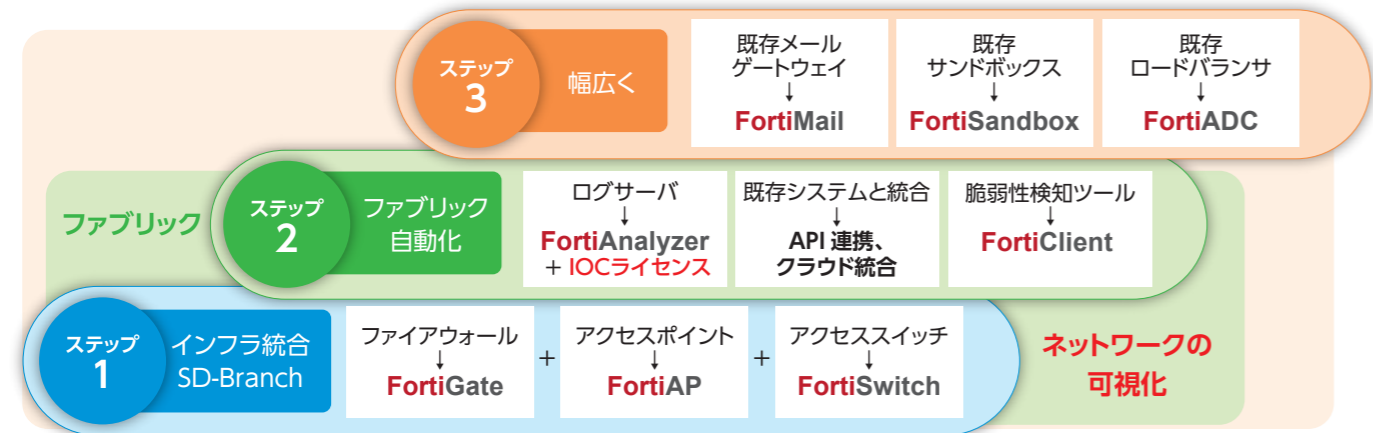 ステップ
3
幅広く
既存メール
ゲートウェイ
↓
FortiMail
既存
サンドボックス
↓
FortiSandbox
既存
ロードバランサ
↓
FortiADC
ファブリック
ステップ
2
ファブリック
自動化
ログサーバ
↓
FortiAnalyzer
+ IOCライセンス
既存システムと統合
↓
API 連携、
クラウド統合
脆弱性検知ツール
↓
FortiClient
ステップ
1
インフラ統合
SD-Branch
ファイアウォール
↓
FortiGate
+
アクセスポイント
↓
FortiAP
+
アクセススイッチ
↓
FortiSwitch
ネットワークの
可視化